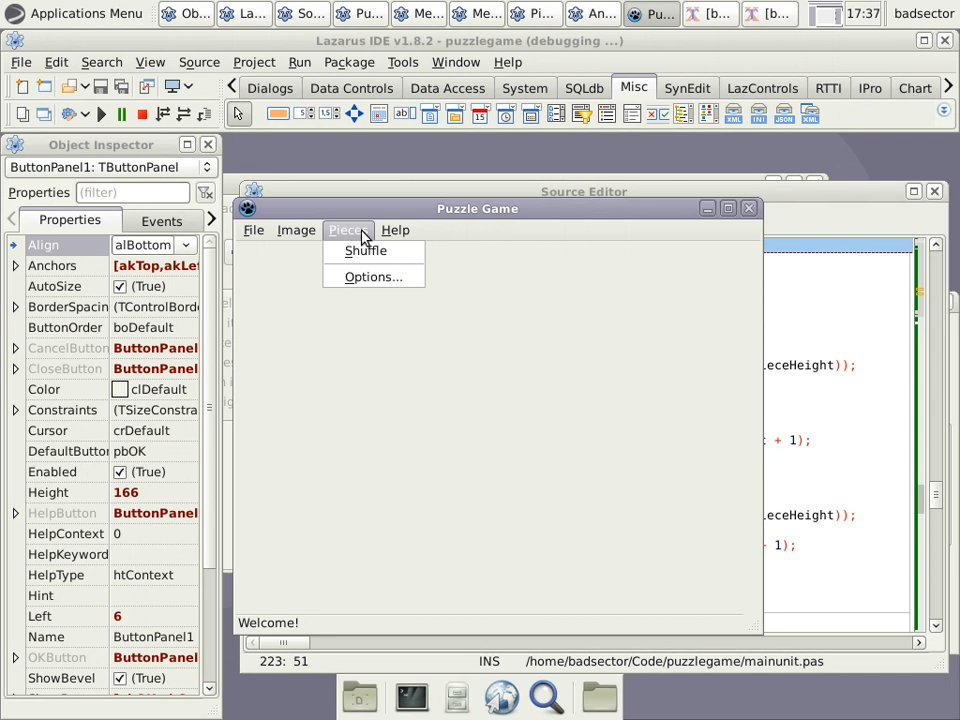 Applications Menu Ob... La... So... Pu... Me... Me... Pi... An... Pu... [b... [b... 17:37 badsector
Lazarus IDE v1.8.2 - puzzlegame (debugging ...)
File Edit Search View Source Project Run Package Tools Window Help
Dialogs Data Controls Data Access System SQLdb Misc SynEdit LazControls RTTI IPro Chart
Object Inspector
ButtonPanel1: TButtonPanel
Properties (filter)
Properties Events
Align alBottom
Anchors [akTop,akLef
AutoSize (True)
BorderSpacin (TControlBorde
ButtonOrder boDefault
CancelButton ButtonPanel
CloseButton ButtonPanel
Color clDefault
Constraints (TSizeConstra
Cursor crDefault
DefaultButton pbOK
Enabled (True)
Height 166
HelpButton ButtonPanel
HelpContext 0
HelpKeyword
HelpType htContext
Hint
Left 6
Name ButtonPanel1
OKButton ButtonPanel
ShowBevel (True)
Source Editor
Puzzle Game
File Image Pieces Help
Shuffle
Options...
Welcome!
ieceHeight));
t + 1);
ieceHeight));
- 1);
223: 51 INS /home/badsector/Code/puzzlegame/mainunit.pas